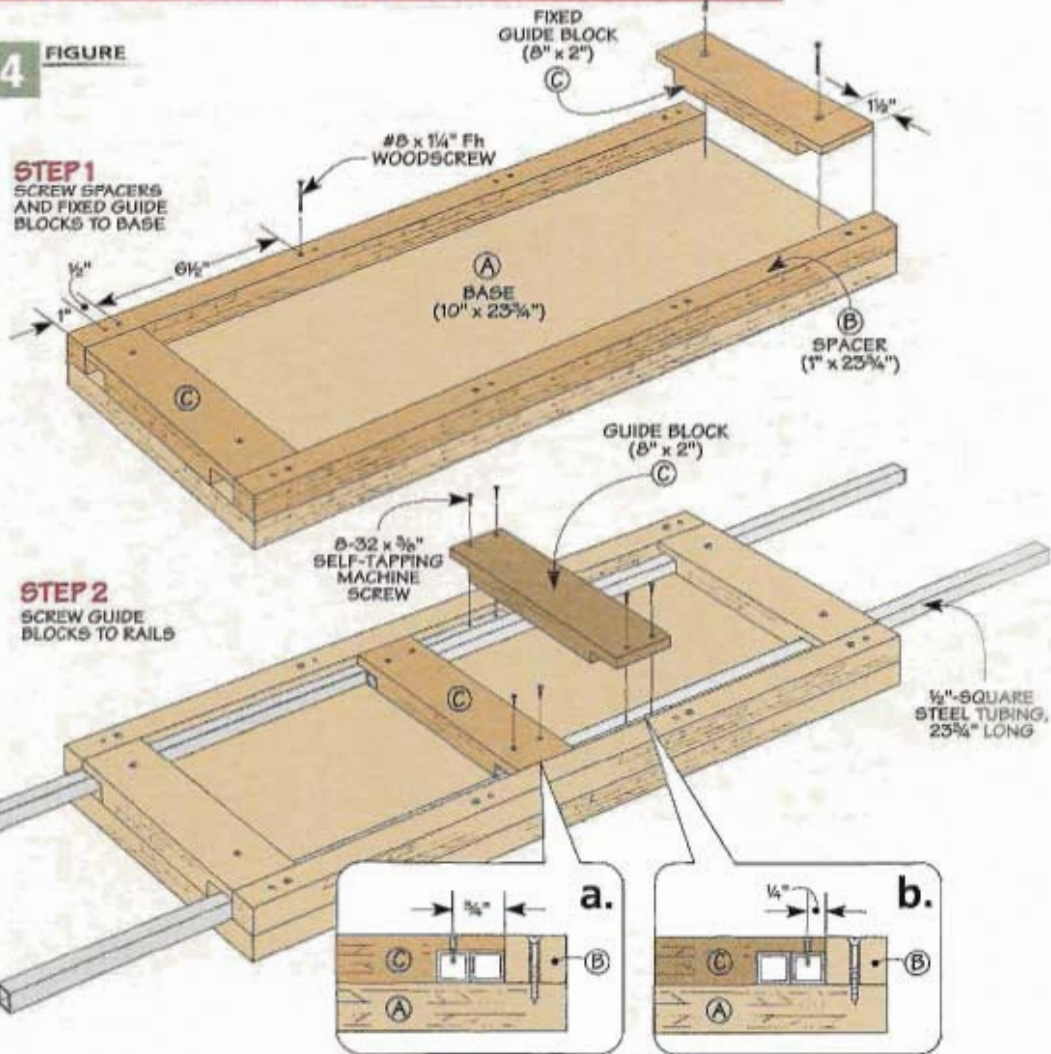 4 FIGURE
FIXED
GUIDE BLOCK
(8" x 2")
C
1½"
#8 x 1¼" Fh
WOODSCREW
STEP 1
SCREW SPACERS
AND FIXED GUIDE
BLOCKS TO BASE
½"
6½"
1"
A
BASE
(10" x 23¾")
B
SPACER
(1" x 23¾")
C
GUIDE BLOCK
(8" x 2")
C
8-32 x ⅜"
SELF-TAPPING
MACHINE
SCREW
STEP 2
SCREW GUIDE
BLOCKS TO RAILS
C
½"-SQUARE
STEEL TUBING,
23¾" LONG
a.
¾"
C
B
A
b.
¼"
C
B
A